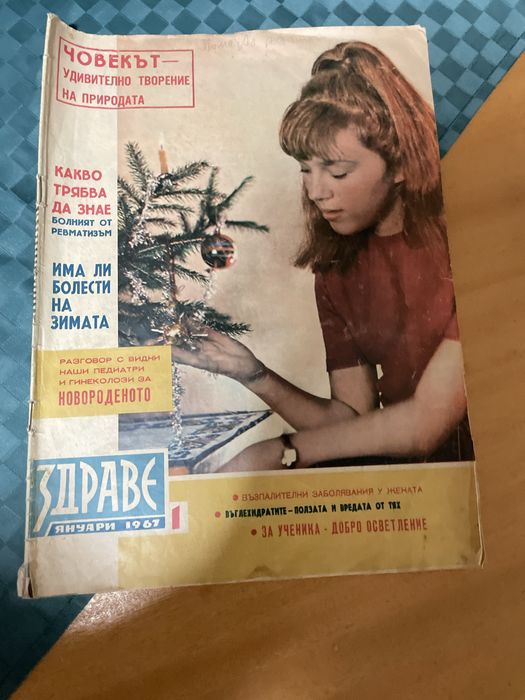 ЧОВЕКЪТ —
УДИВИТЕЛНО ТВОРЕНИЕ
НА ПРИРОДАТА
КАКВО
ТРЯБВА
ДА ЗНАЕ
БОЛНИЯТ ОТ
РЕВМАТИЗЪМ
ИМА ЛИ
БОЛЕСТИ
НА
ЗИМАТА
РАЗГОВОР С ВИДНИ
НАШИ ПЕДИАТРИ
И ГИНЕКОЛОЗИ ЗА
НОВОРОДЕНОТО
ЗДРАВЕ
ЯНУАРИ 1967
1
• ВЪЗПАЛИТЕЛНИ ЗАБОЛЯВАНИЯ У ЖЕНАТА
• ВЪГЛЕХИДРАТИТЕ – ПОЛЗАТА И ВРЕДАТА ОТ ТЯХ
• ЗА УЧЕНИКА - ДОБРО ОСВЕТЛЕНИЕ